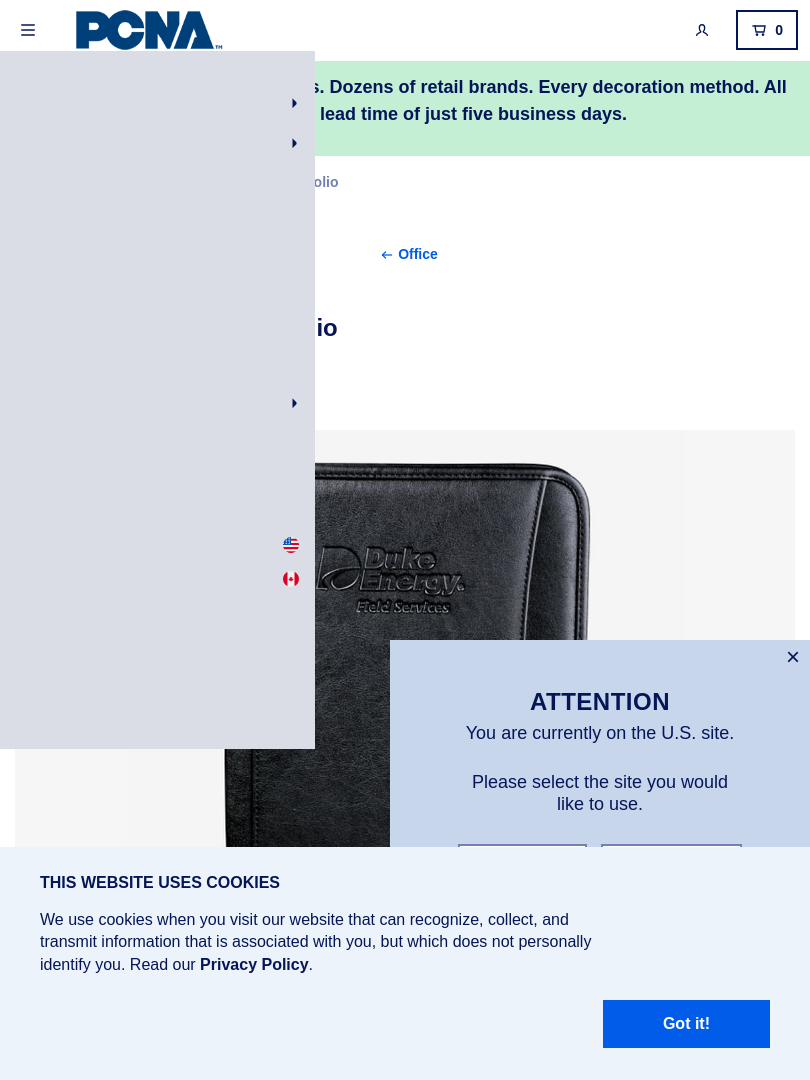 PCNA™
0
s. Dozens of retail brands. Every decoration method. All
lead time of just five business days.
olio
← Office
io
Duke
Energy®
Field Services
ATTENTION
You are currently on the U.S. site.
Please select the site you would
like to use.
THIS WEBSITE USES COOKIES
We use cookies when you visit our website that can recognize, collect, and
transmit information that is associated with you, but which does not personally
identify you. Read our Privacy Policy.
Got it!